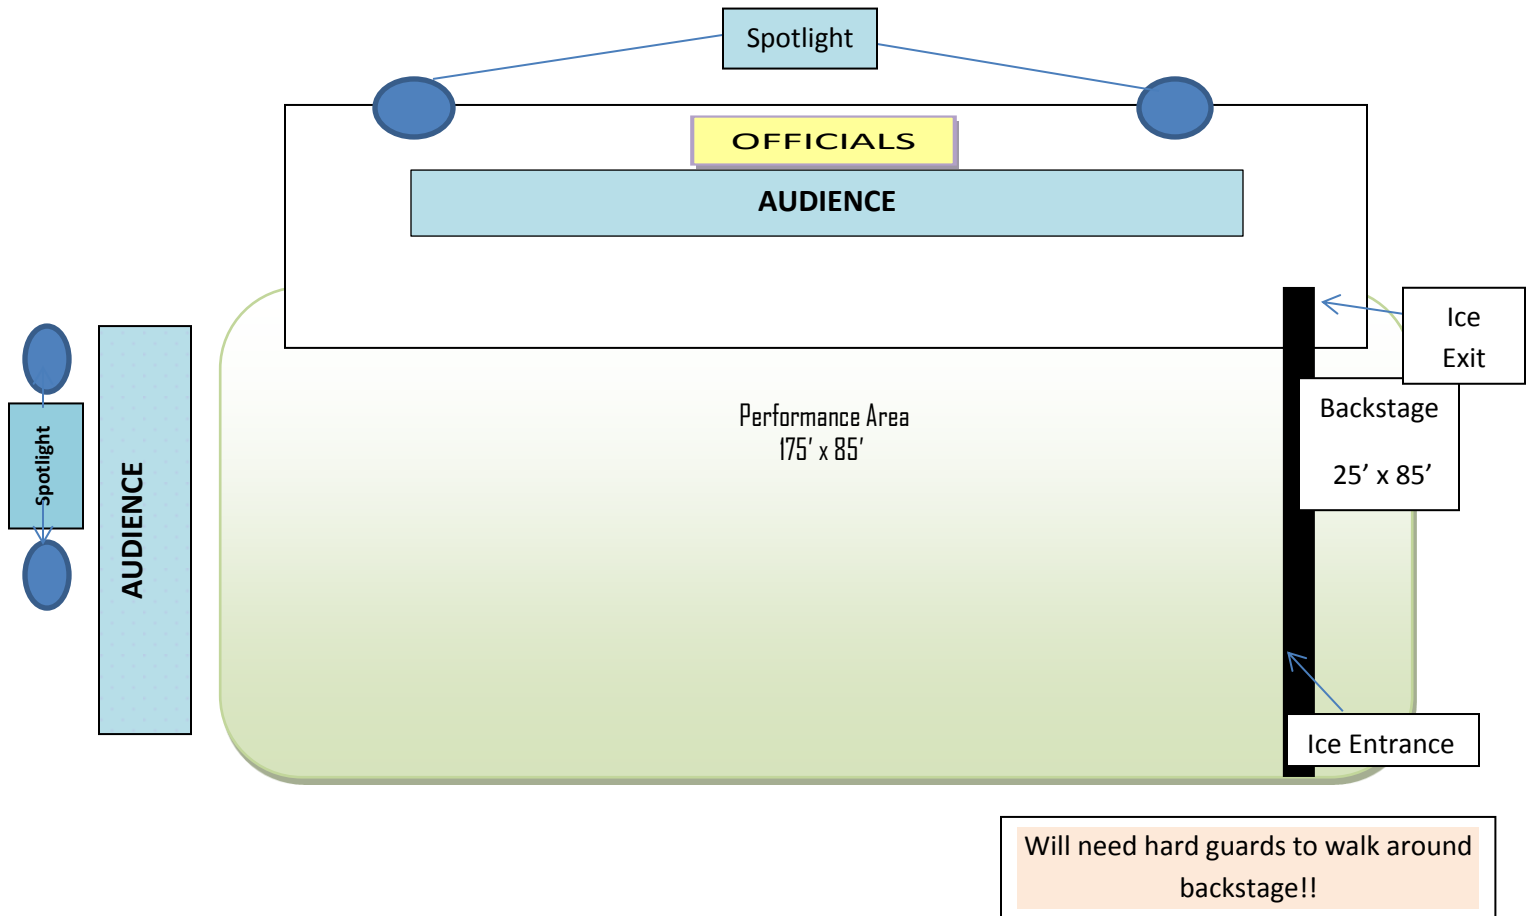 Spotlight
OFFICIALS
AUDIENCE
Ice
Exit
Spotlight
AUDIENCE
Performance Area
175’ x 85’
Backstage
25’ x 85’
Ice Entrance
Will need hard guards to walk around
backstage!!